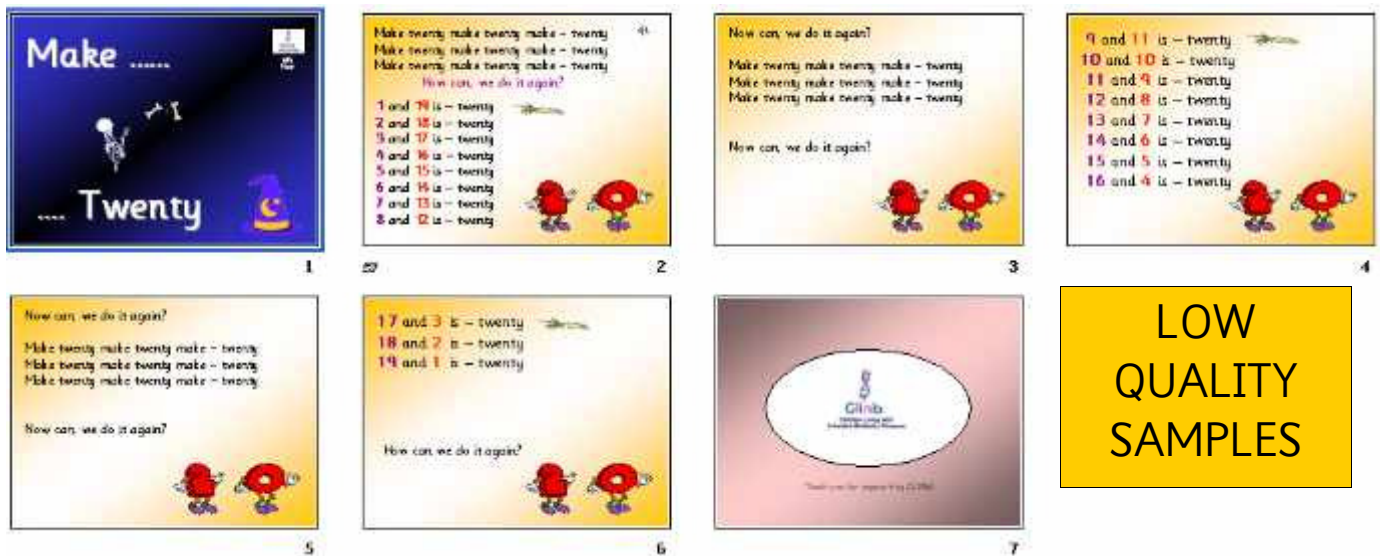 Make ......
.... Twenty
1
Make twenty make twenty make - twenty
Make twenty make twenty make - twenty
Make twenty make twenty make - twenty
Now can, we do it again?
1 and 19 is - twenty
2 and 18 is - twenty
3 and 17 is - twenty
4 and 16 is - twenty
5 and 15 is - twenty
6 and 14 is - twenty
7 and 13 is - twenty
8 and 12 is - twenty
2
Now can, we do it again?
Make twenty make twenty make - twenty
Make twenty make twenty make - twenty
Make twenty make twenty make - twenty
Now can, we do it again?
3
9 and 11 is - twenty
10 and 10 is - twenty
11 and 9 is - twenty
12 and 8 is - twenty
13 and 7 is - twenty
14 and 6 is - twenty
15 and 5 is - twenty
16 and 4 is - twenty
4
Now can, we do it again?
Make twenty make twenty make - twenty
Make twenty make twenty make - twenty
Make twenty make twenty make - twenty
Now can, we do it again?
5
17 and 3 is - twenty
18 and 2 is - twenty
19 and 1 is - twenty
Now can, we do it again?
6
7
LOW
QUALITY
SAMPLES